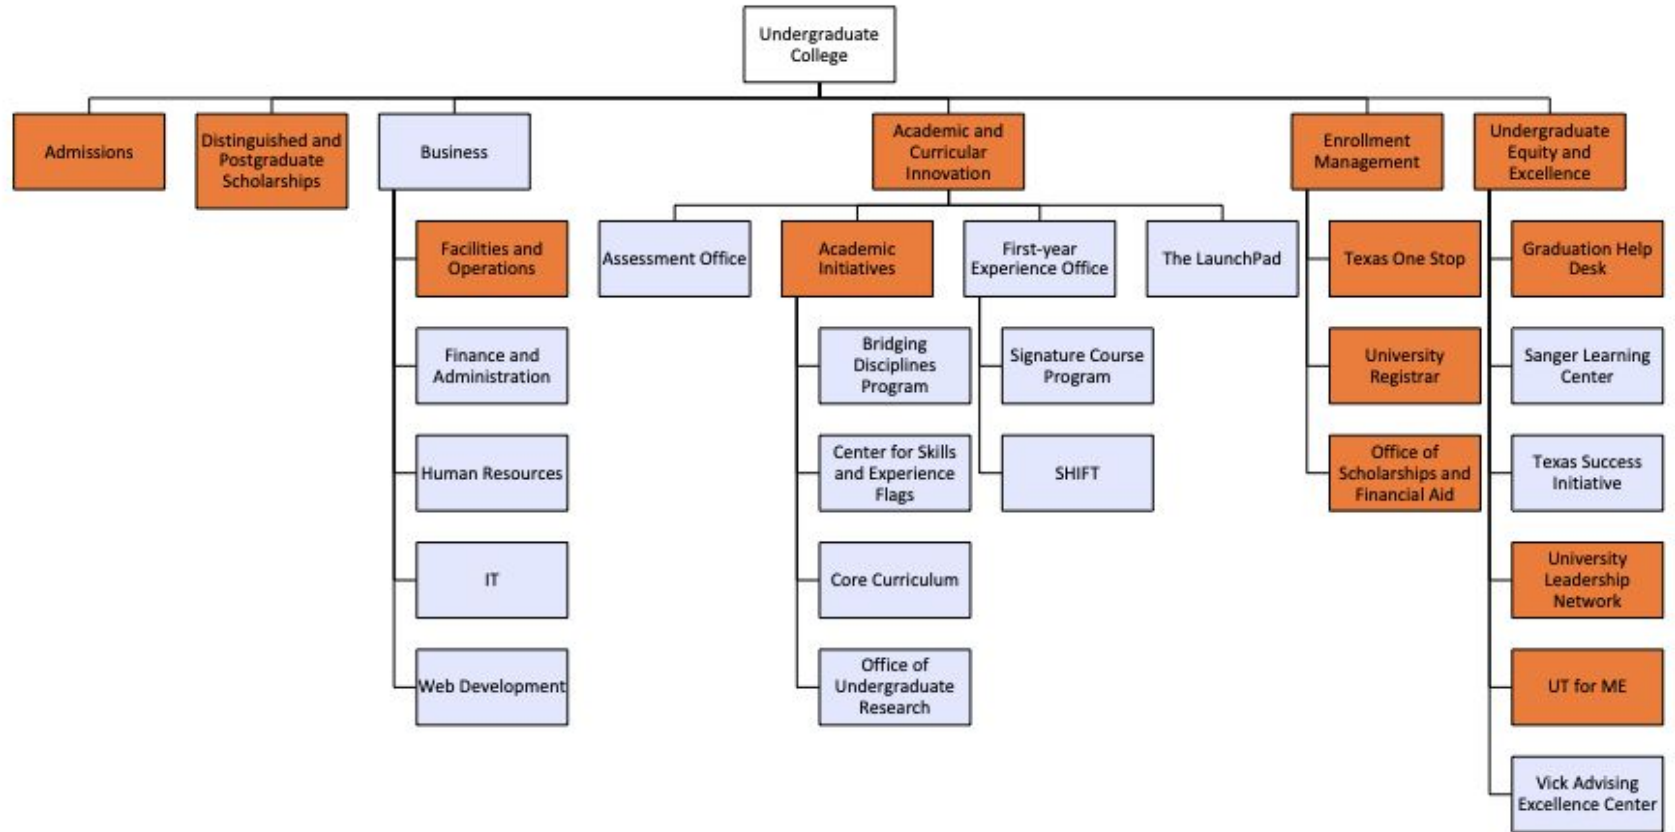 Undergraduate
College
Admissions
Distinguished and
Postgraduate
Scholarships
Business
Academic and
Curricular
Innovation
Enrollment
Management
Undergraduate
Equity and
Excellence
Facilities and
Operations
Finance and
Administration
Human Resources
IT
Web Development
Assessment Office
Academic
Initiatives
First-year
Experience Office
The LaunchPad
Bridging
Disciplines
Program
Center for Skills
and Experience
Flags
Core Curriculum
Office of
Undergraduate
Research
Signature Course
Program
SHIFT
Texas One Stop
University
Registrar
Office of
Scholarships and
Financial Aid
Graduation Help
Desk
Sanger Learning
Center
Texas Success
Initiative
University
Leadership
Network
UT for ME
Vick Advising
Excellence Center